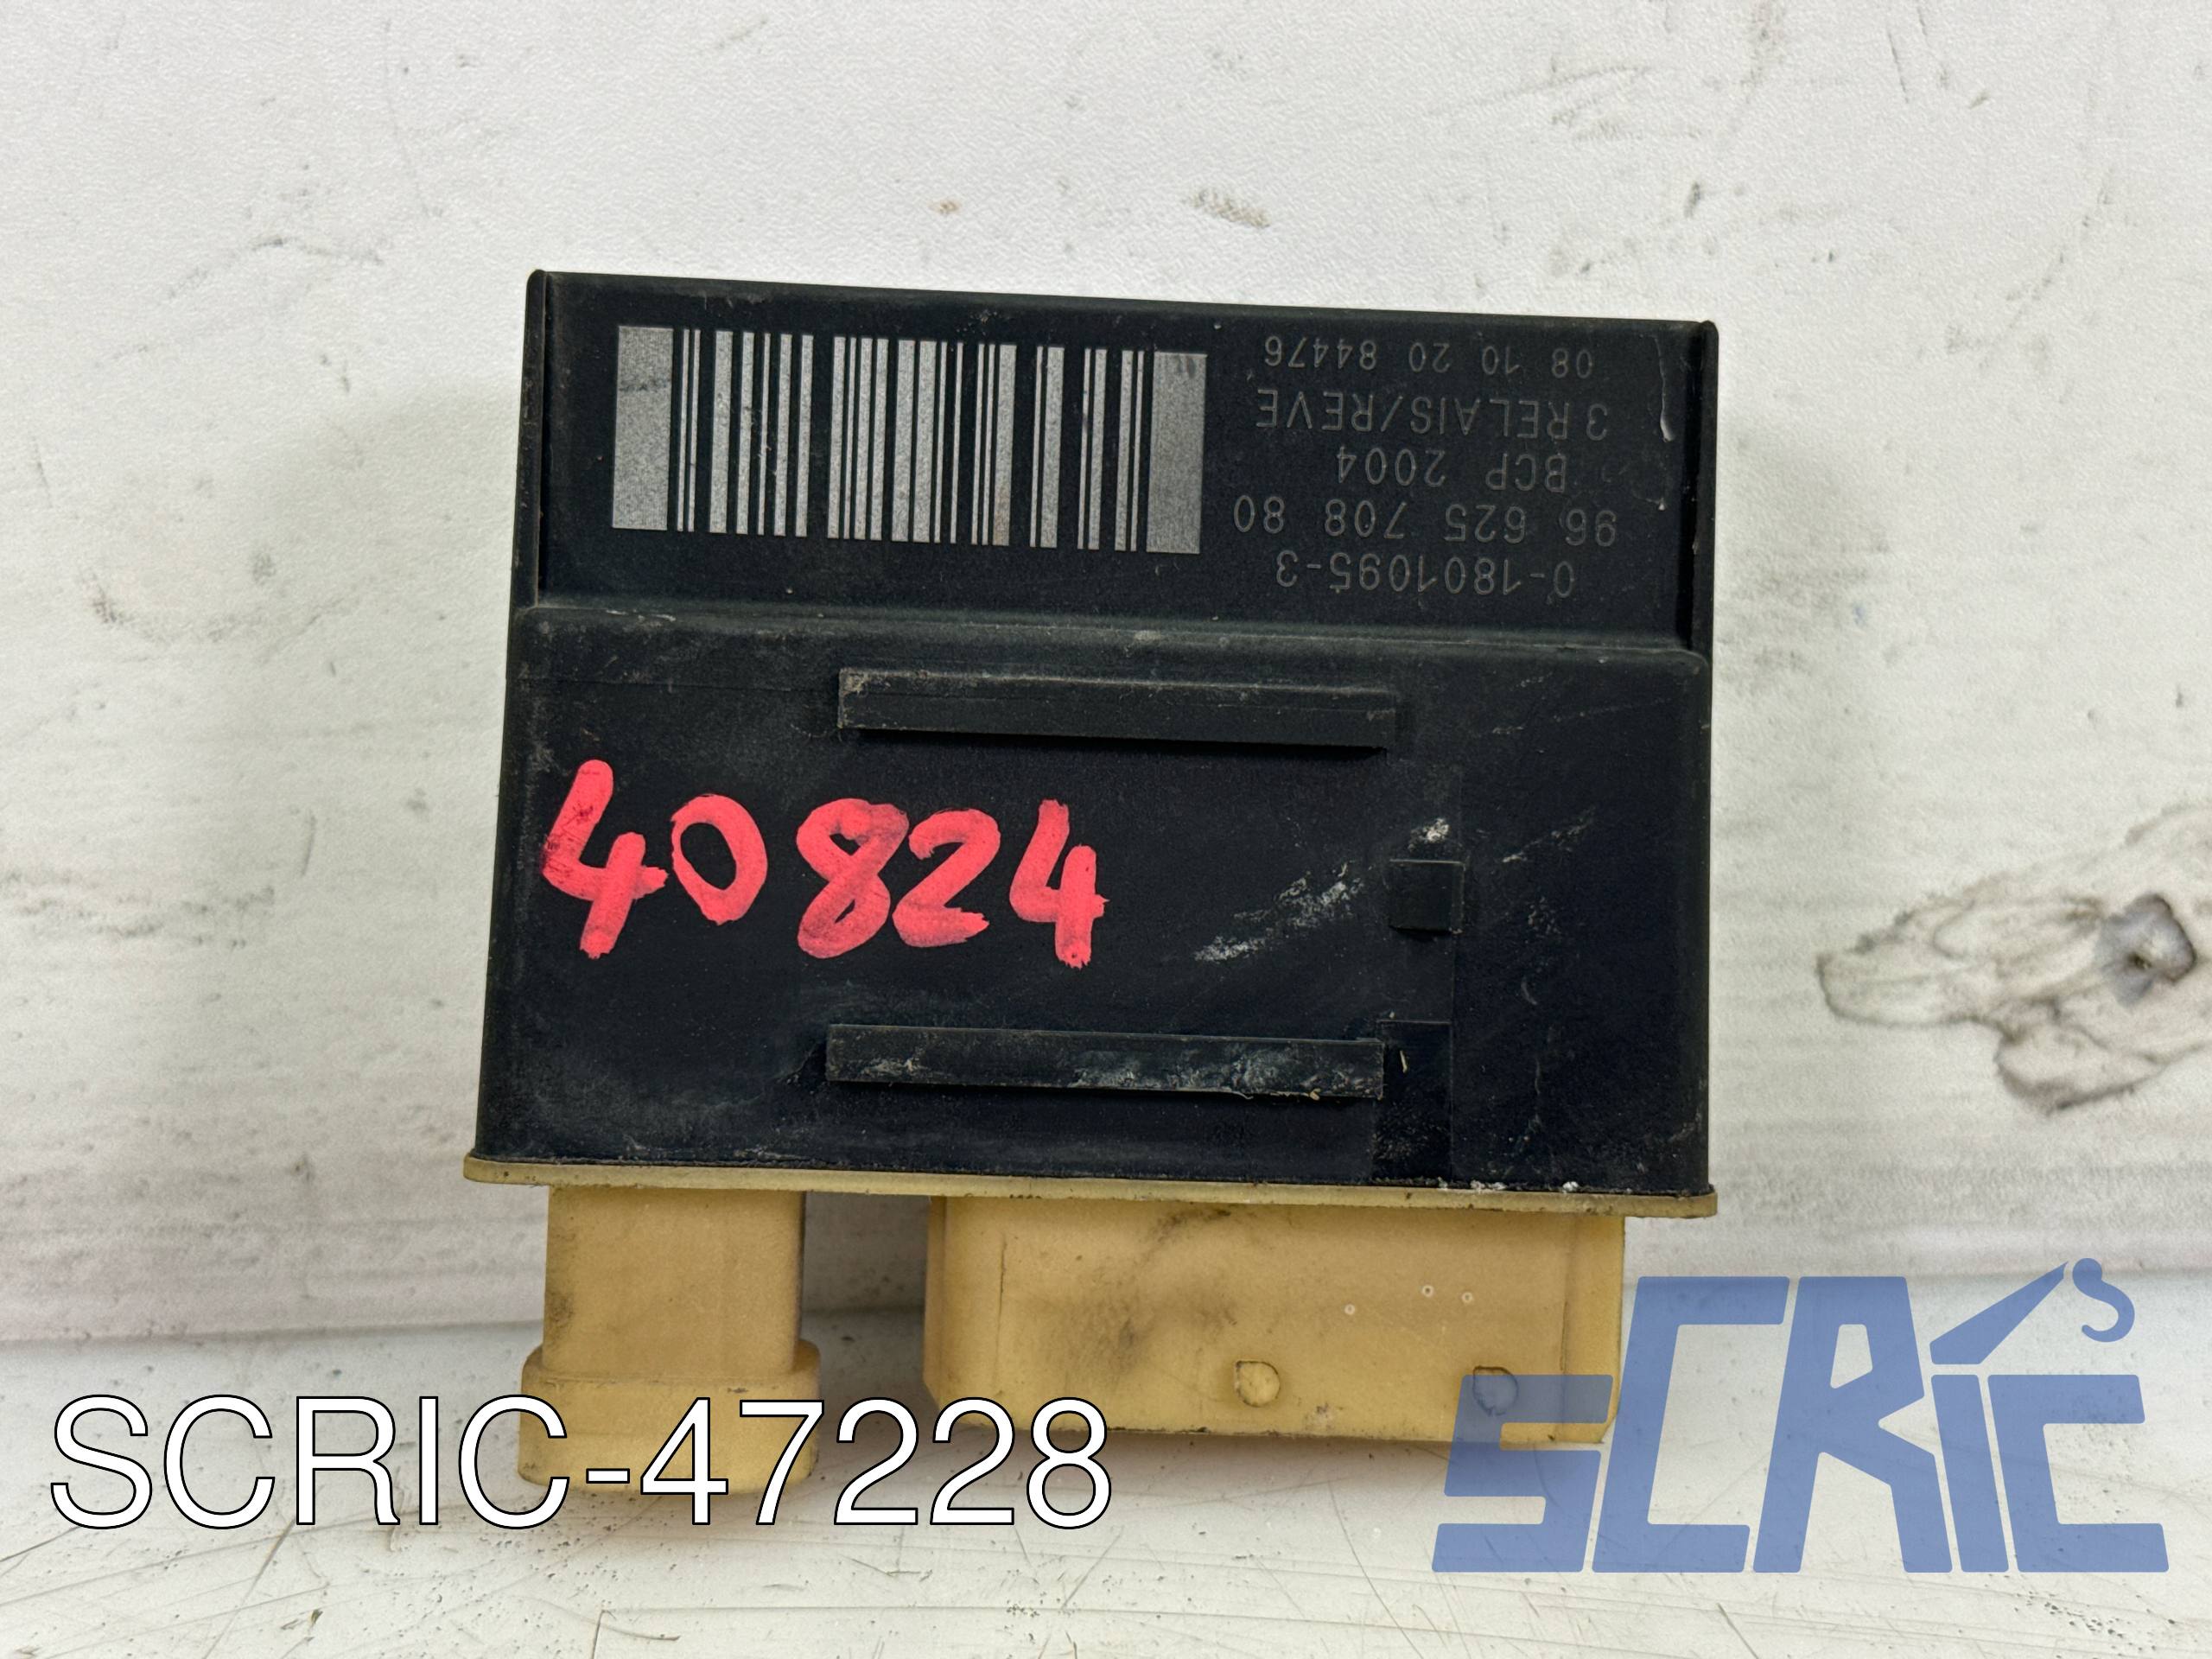 0-1801095-3
96 625 708 80
BCP 2004
3 RELAIS/REVE
08 10 20 84476
40824
SCRIC-47228
SCRiC's